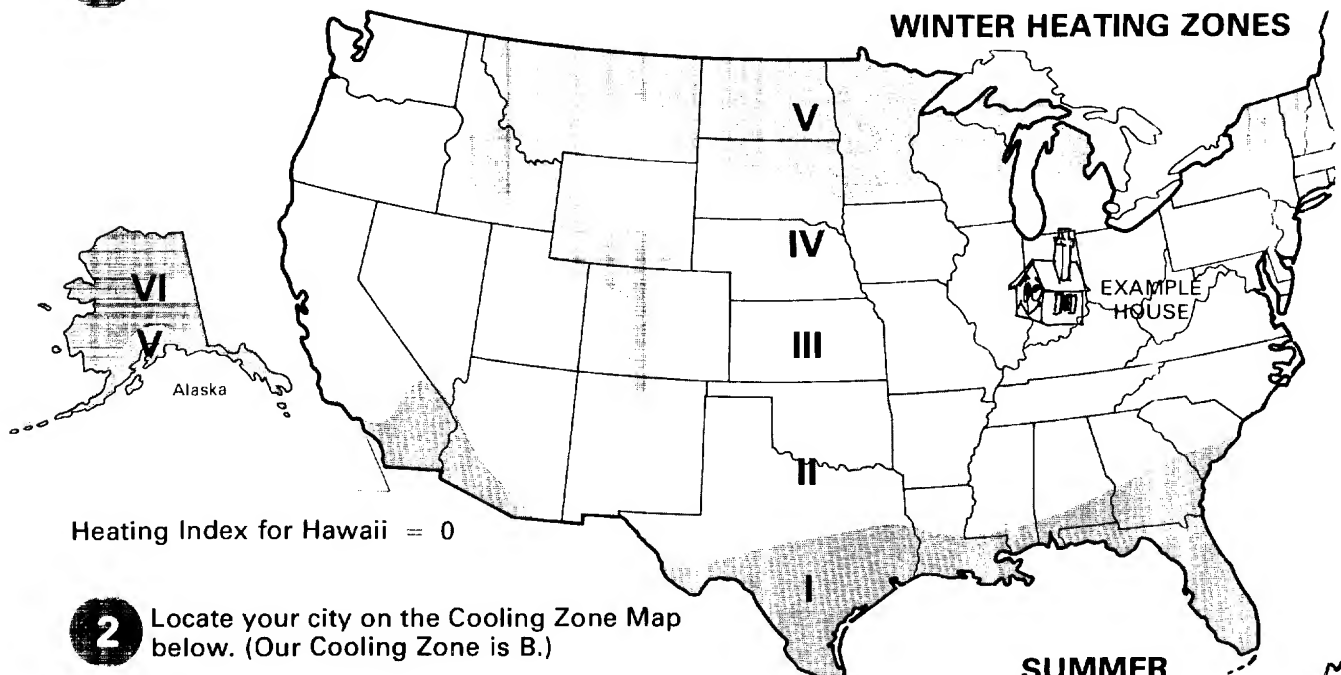 WINTER HEATING ZONES
V
IV
EXAMPLE
HOUSE
VI
V
III
Alaska
II
Heating Index for Hawaii = 0
I
2 Locate your city on the Cooling Zone Map
below. (Our Cooling Zone is B.)
SUMMER